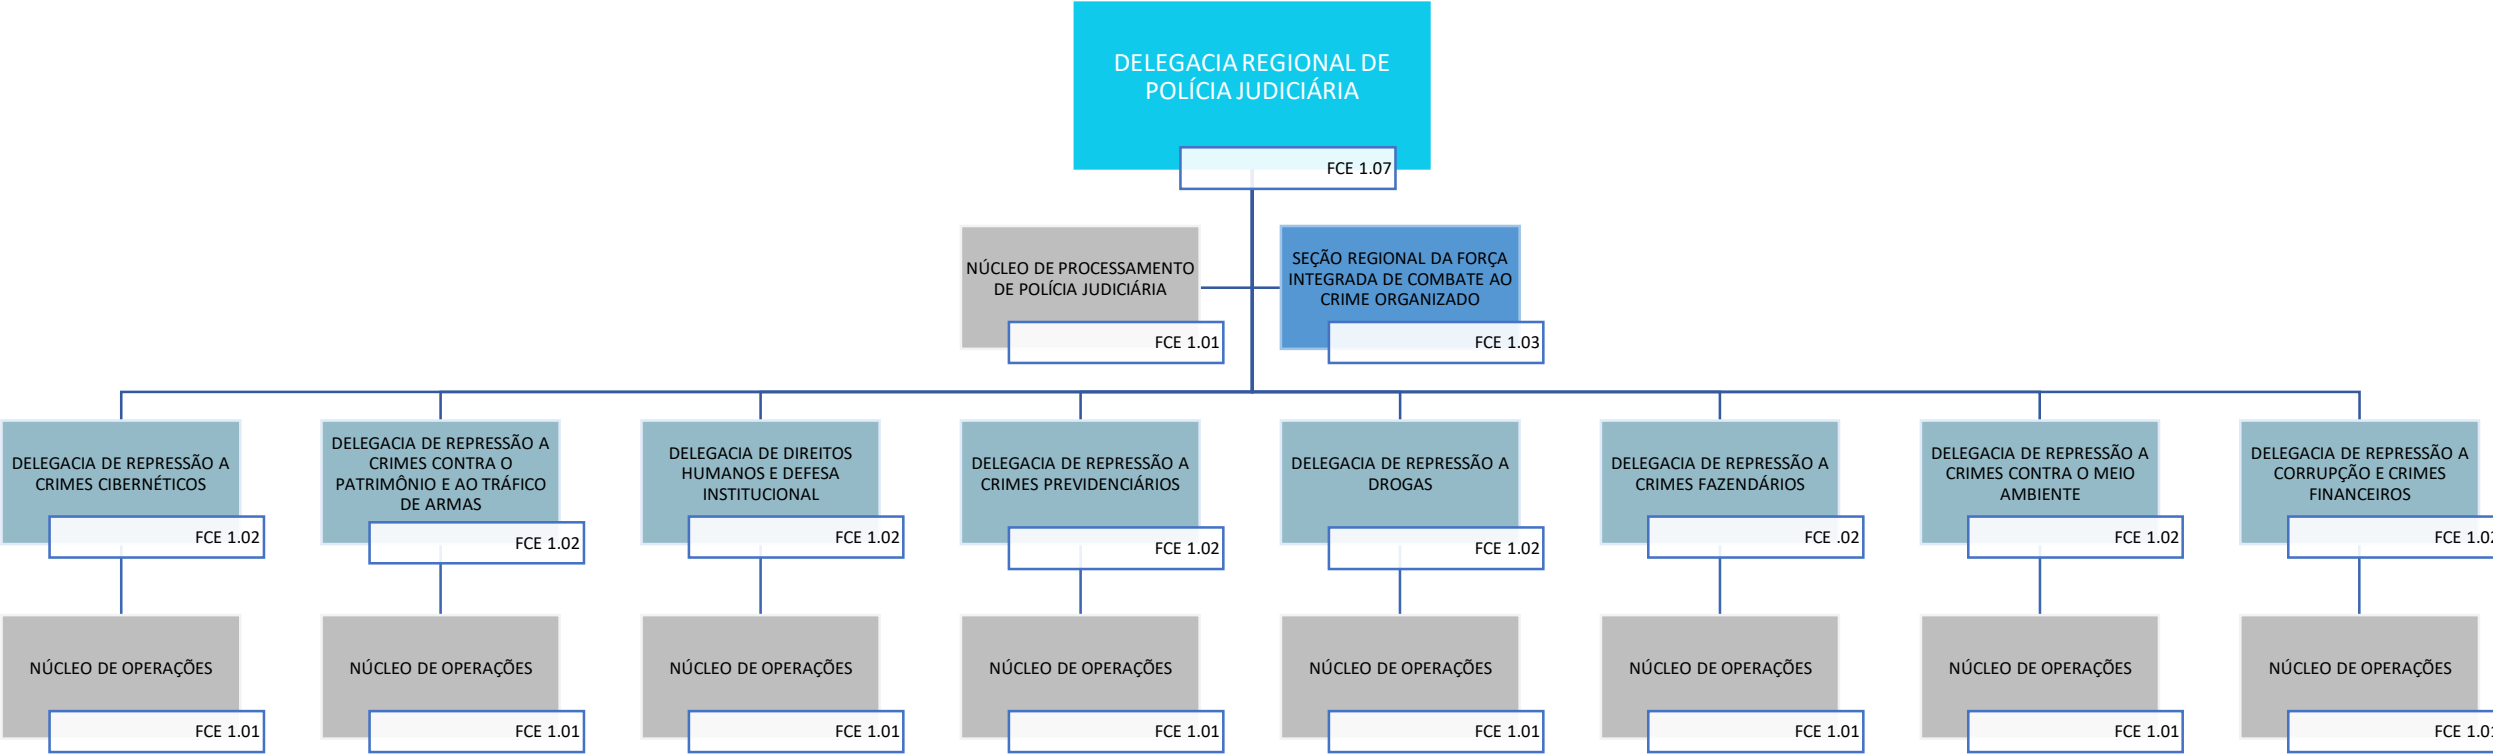 DELEGACIA REGIONAL DE
POLÍCIA JUDICIÁRIA
FCE 1.07
NÚCLEO DE PROCESSAMENTO
DE POLÍCIA JUDICIÁRIA
FCE 1.01
SEÇÃO REGIONAL DA FORÇA
INTEGRADA DE COMBATE AO
CRIME ORGANIZADO
FCE 1.03
DELEGACIA DE REPRESSÃO A
CRIMES CIBERNÉTICOS
FCE 1.02
DELEGACIA DE REPRESSÃO A
CRIMES CONTRA O
PATRIMÔNIO E AO TRÁFICO
DE ARMAS
FCE 1.02
DELEGACIA DE DIREITOS
HUMANOS E DEFESA
INSTITUCIONAL
FCE 1.02
DELEGACIA DE REPRESSÃO A
CRIMES PREVIDENCIÁRIOS
FCE 1.02
DELEGACIA DE REPRESSÃO A
DROGAS
FCE 1.02
DELEGACIA DE REPRESSÃO A
CRIMES FAZENDÁRIOS
FCE .02
DELEGACIA DE REPRESSÃO A
CRIMES CONTRA O MEIO
AMBIENTE
FCE 1.02
DELEGACIA DE REPRESSÃO A
CORRUPÇÃO E CRIMES
FINANCEIROS
FCE 1.02
NÚCLEO DE OPERAÇÕES
FCE 1.01
NÚCLEO DE OPERAÇÕES
FCE 1.01
NÚCLEO DE OPERAÇÕES
FCE 1.01
NÚCLEO DE OPERAÇÕES
FCE 1.01
NÚCLEO DE OPERAÇÕES
FCE 1.01
NÚCLEO DE OPERAÇÕES
FCE 1.01
NÚCLEO DE OPERAÇÕES
FCE 1.01
NÚCLEO DE OPERAÇÕES
FCE 1.01